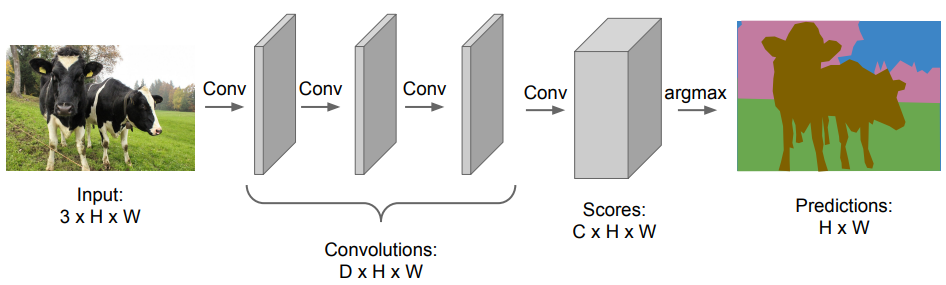 Conv
Conv
Conv
Conv
argmax
Input:
3 x H x W
Convolutions:
D x H x W
Scores:
C x H x W
Predictions:
H x W